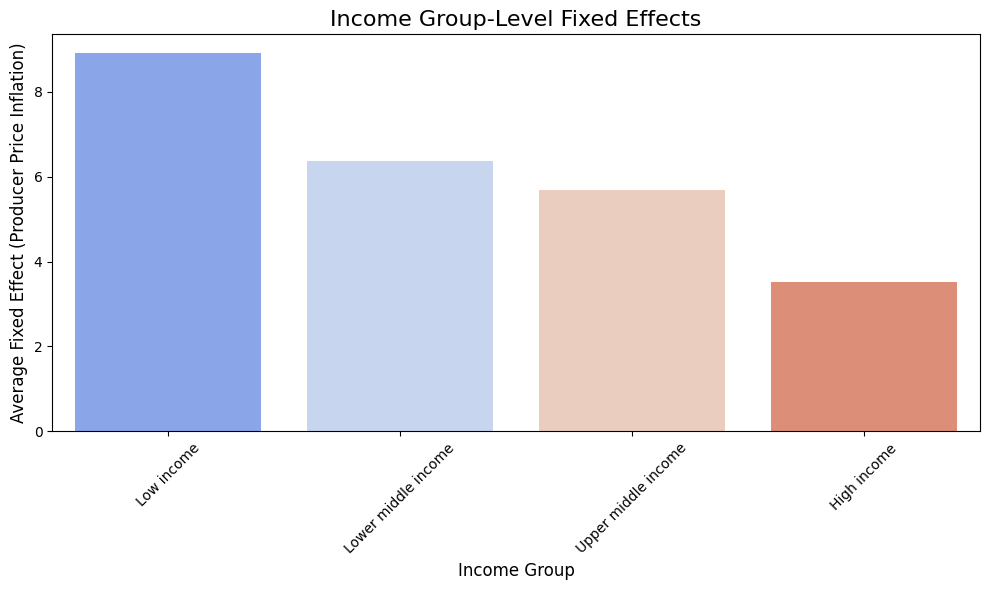 Income Group-Level Fixed Effects
Average Fixed Effect (Producer Price Inflation)
8
6
4
2
0
Low income
Lower middle income
Upper middle income
High income
Income Group